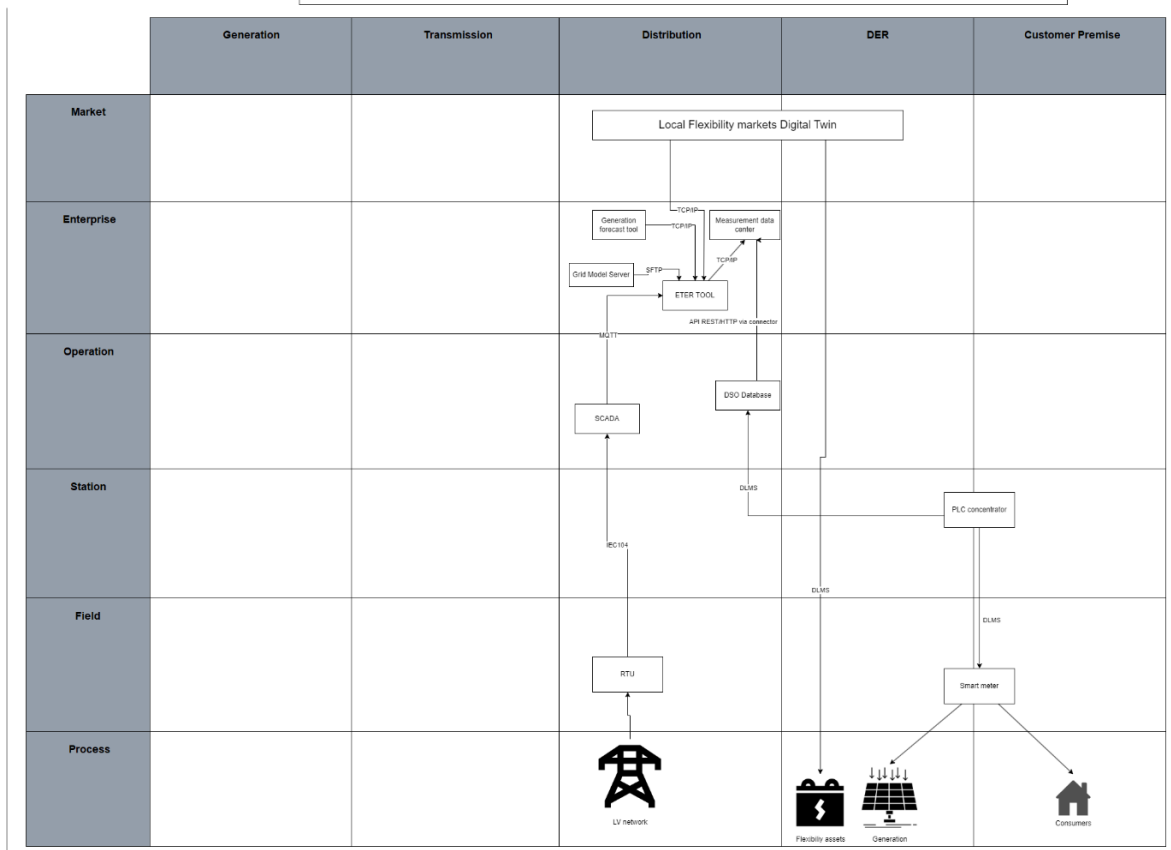 Generation
Transmission
Distribution
DER
Customer Premise
Market
Local Flexibility markets Digital Twin
Enterprise
TCP/IP
Generation
forecast tool
TCP/IP
Measurement data
center
Grid Model Server
SFTP
TCP/IP
ETER TOOL
API REST/HTTP via connector
MQTT
Operation
DSO Database
SCADA
Station
DLMS
PLC concentrator
IEC104
DLMS
Field
DLMS
RTU
Smart meter
Process
LV network
Flexibiliy assets
Generation
Consumers